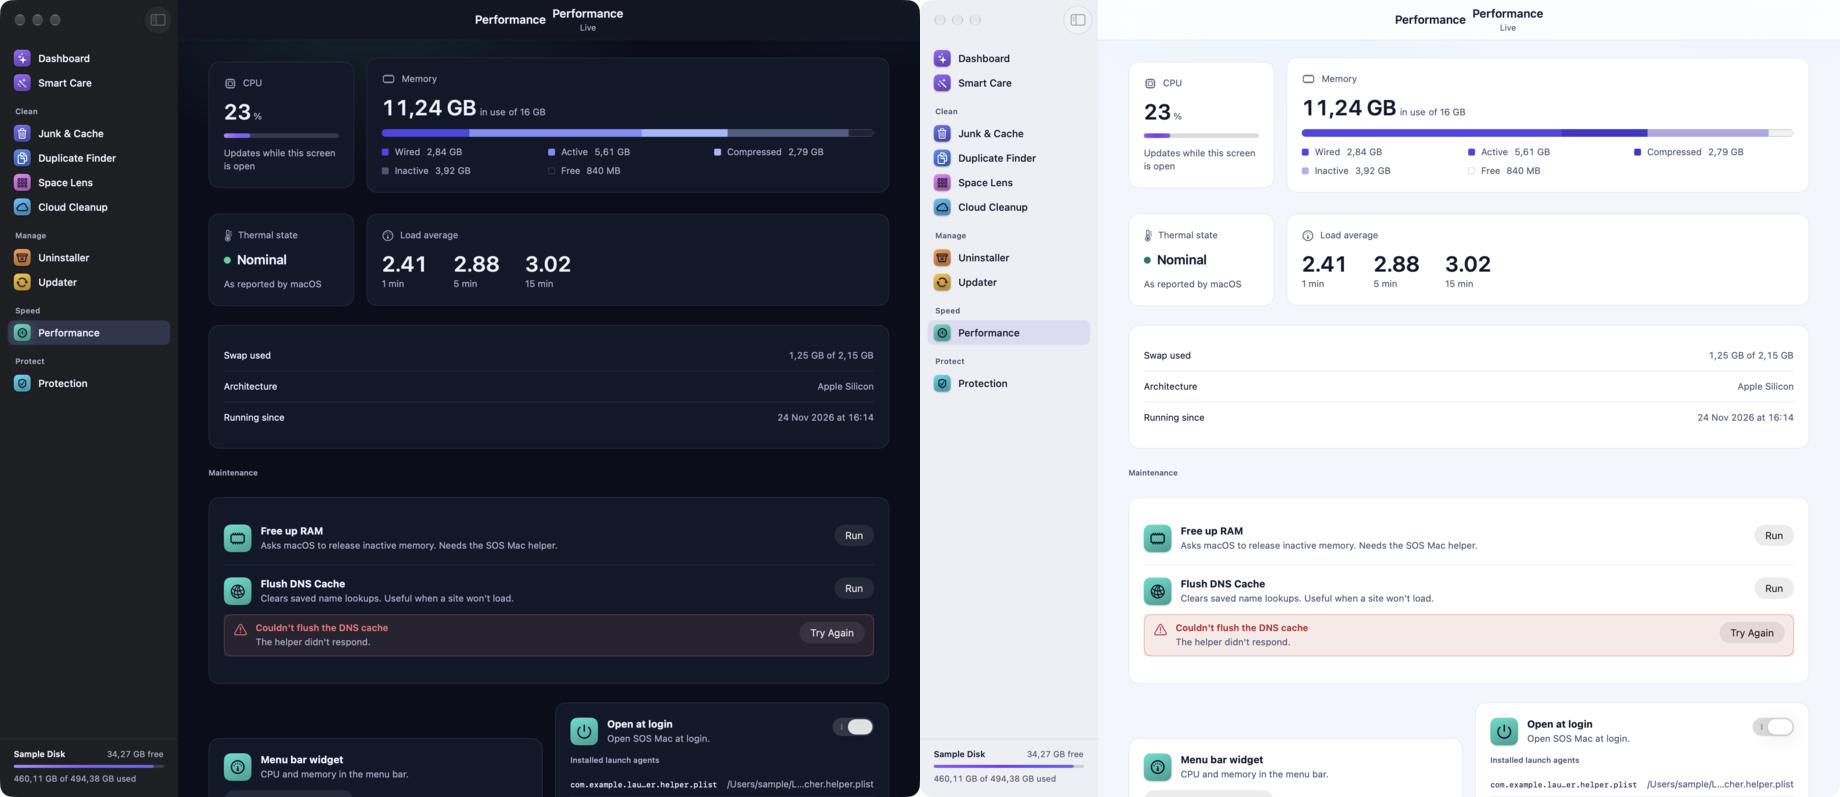 Performance
Performance
Live
Dashboard
Smart Care
Clean
Junk & Cache
Duplicate Finder
Space Lens
Cloud Cleanup
Manage
Uninstaller
Updater
Speed
Performance
Protect
Protection
Sample Disk 34,27 GB free
460,11 GB of 494,38 GB used
CPU
23 %
Updates while this screen
is open
Memory
11,24 GB in use of 16 GB
Wired 2,84 GB
Active 5,61 GB
Compressed 2,79 GB
Inactive 3,92 GB
Free 840 MB
Thermal state
Nominal
As reported by macOS
Load average
2.41 2.88 3.02
1 min 5 min 15 min
Swap used 1,25 GB of 2,15 GB
Architecture Apple Silicon
Running since 24 Nov 2026 at 16:14
Maintenance
Free up RAM
Asks macOS to release inactive memory. Needs the SOS Mac helper.
Run
Flush DNS Cache
Clears saved name lookups. Useful when a site won't load.
Run
Couldn't flush the DNS cache
The helper didn't respond.
Try Again
Menu bar widget
CPU and memory in the menu bar.
Open at login
Open SOS Mac at login.
Installed launch agents
com.example.lau…er.helper.plist /Users/sample/L…cher.helper.plist
Performance
Performance
Live
Dashboard
Smart Care
Clean
Junk & Cache
Duplicate Finder
Space Lens
Cloud Cleanup
Manage
Uninstaller
Updater
Speed
Performance
Protect
Protection
Sample Disk 34,27 GB free
460,11 GB of 494,38 GB used
CPU
23 %
Updates while this screen
is open
Memory
11,24 GB in use of 16 GB
Wired 2,84 GB
Active 5,61 GB
Compressed 2,79 GB
Inactive 3,92 GB
Free 840 MB
Thermal state
Nominal
As reported by macOS
Load average
2.41 2.88 3.02
1 min 5 min 15 min
Swap used 1,25 GB of 2,15 GB
Architecture Apple Silicon
Running since 24 Nov 2026 at 16:14
Maintenance
Free up RAM
Asks macOS to release inactive memory. Needs the SOS Mac helper.
Run
Flush DNS Cache
Clears saved name lookups. Useful when a site won't load.
Run
Couldn't flush the DNS cache
The helper didn't respond.
Try Again
Menu bar widget
CPU and memory in the menu bar.
Open at login
Open SOS Mac at login.
Installed launch agents
com.example.lau…er.helper.plist /Users/sample/L…cher.helper.plist